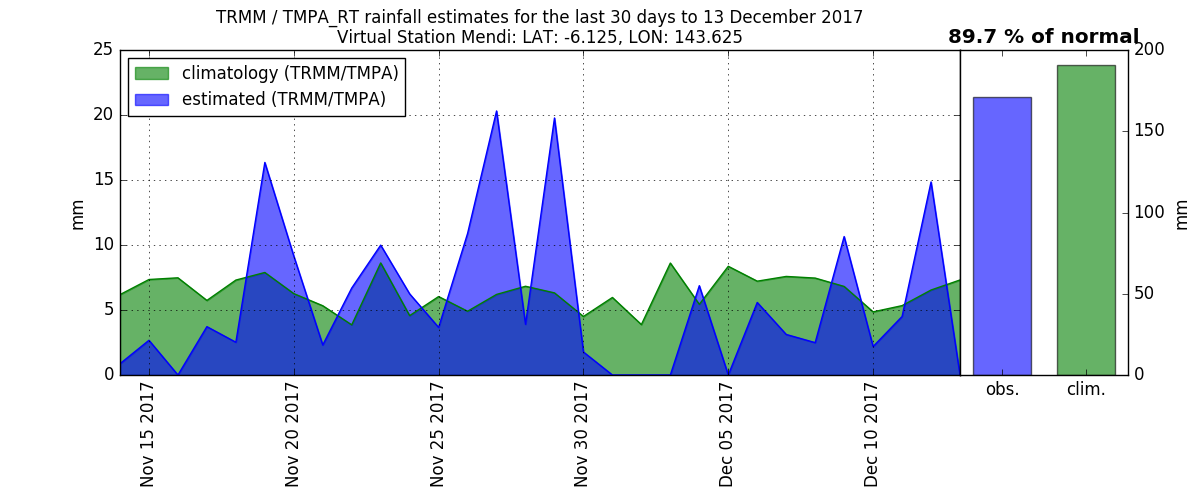 TRMM / TMPA_RT rainfall estimates for the last 30 days to 13 December 2017
Virtual Station Mendi: LAT: -6.125, LON: 143.625
89.7 % of normal
climatology (TRMM/TMPA)
estimated (TRMM/TMPA)
25
20
15
10
5
0
mm
200
150
100
50
0
mm
Nov 15 2017
Nov 20 2017
Nov 25 2017
Nov 30 2017
Dec 05 2017
Dec 10 2017
obs.
clim.